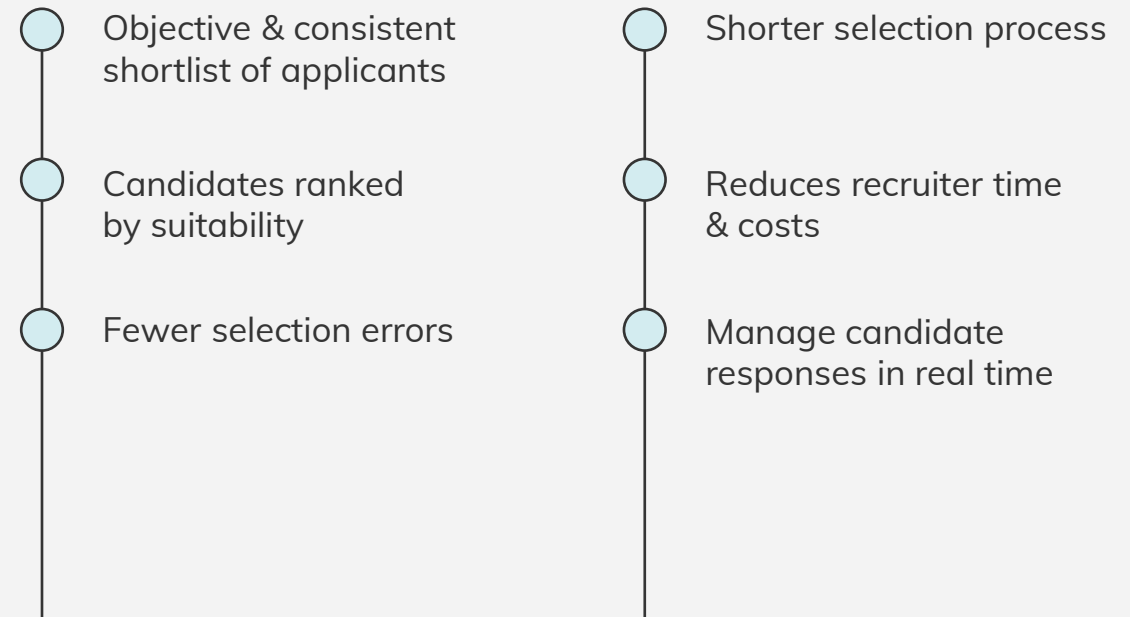 Objective & consistent
shortlist of applicants
Candidates ranked
by suitability
Fewer selection errors
Shorter selection process
Reduces recruiter time
& costs
Manage candidate
responses in real time